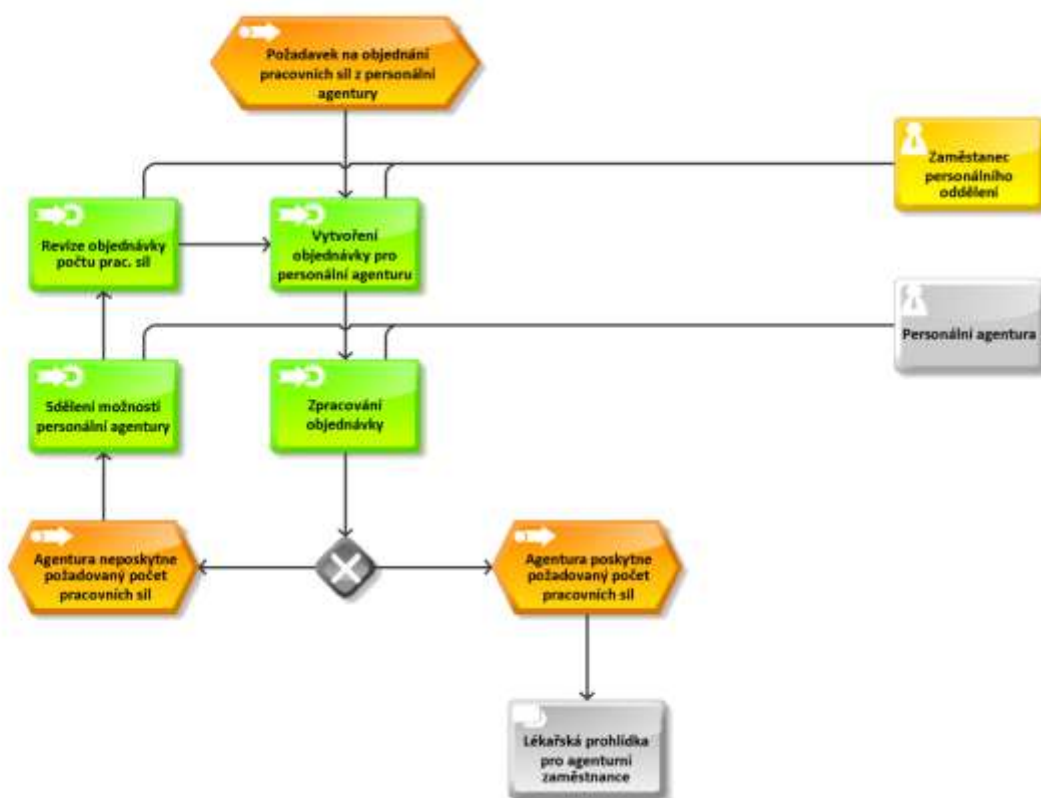 Požadavek na objednání
pracovních sil z personální
agentury
Zaměstanec
personálního
oddělení
Revize objednávky
počtu prac. sil
Vytvoření
objednávky pro
personální agenturu
Personální agentura
Sdělení možností
personální agentury
Zpracování
objednávky
Agentura neposkytne
požadovaný počet
pracovních sil
Agentura poskytne
požadovaný počet
pracovních sil
Lékařská prohlídka
pro agenturní
zaměstnance